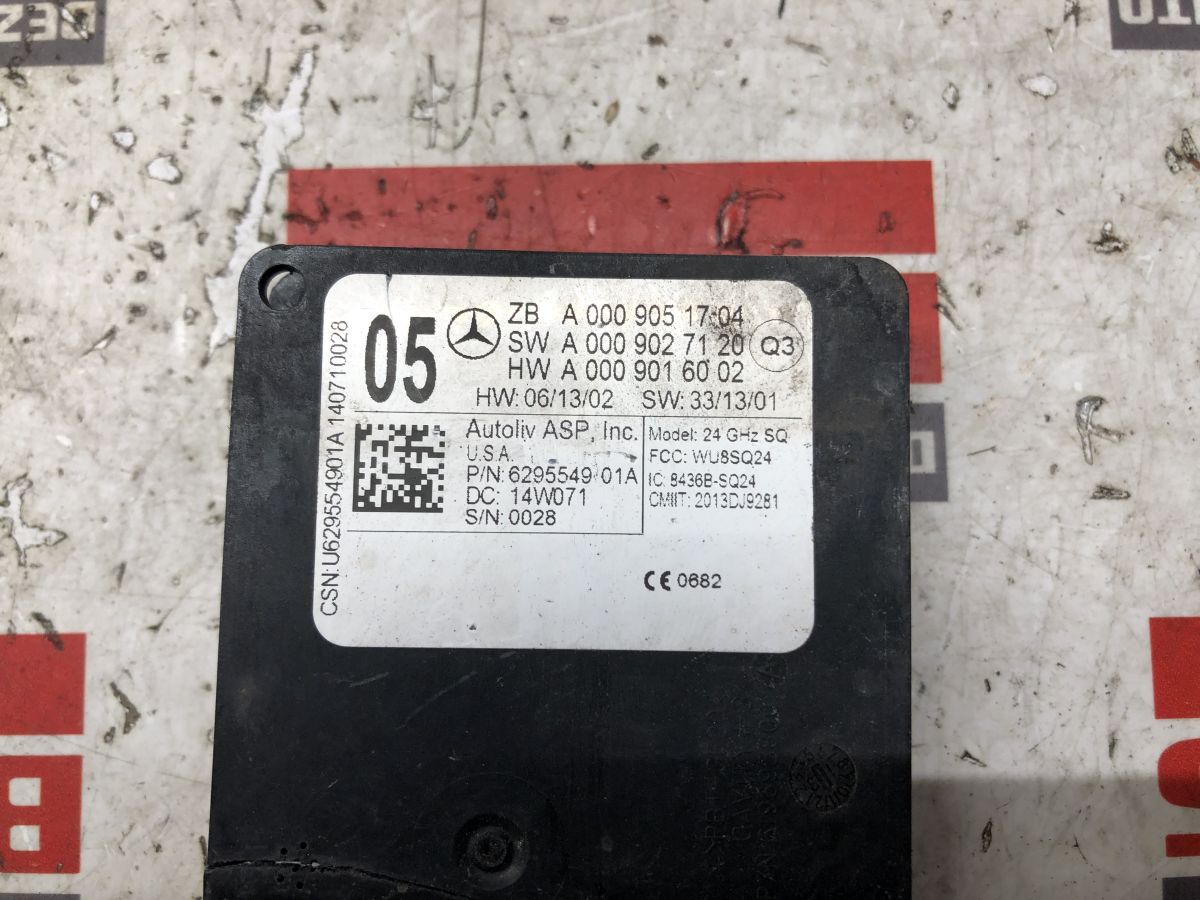 DEZ
OTO
05
ZB A 000 905 17 04
SW A 000 902 71 20
HW A 000 901 60 02
Q3
HW: 06/13/02 SW: 33/13/01
CSN: U629554901A 140710028
Autoliv ASP, Inc.
U.S.A.
P/N: 6295549 01A
DC: 14W071
S/N: 0028
Model: 24 GHz SQ
FCC: WU8SQ24
IC: 8436B-SQ24
CMIIT: 2013DJ9281
CE 0682
B